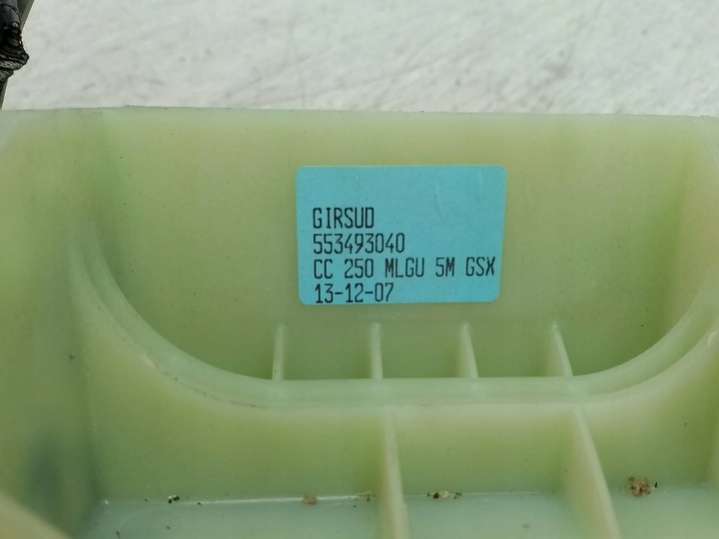 GIRSUD
553493040
CC 250 MLGU 5M GSX
13-12-07